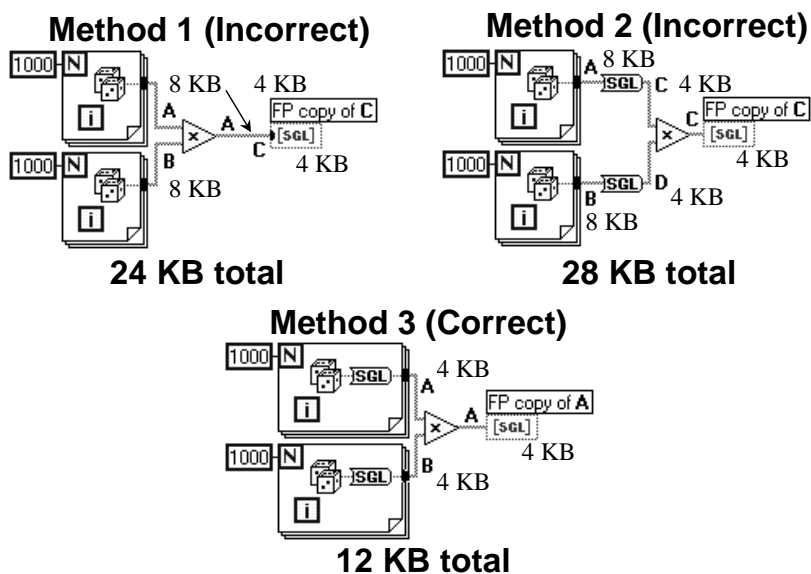 Method 1 (Incorrect)
1000 N
i
A
8 KB
4 KB
FP copy of C
x
A
C
[SGL]
4 KB
1000 N
i
B
8 KB
24 KB total
Method 2 (Incorrect)
1000 N
i
A
8 KB
SGL
C
4 KB
FP copy of C
x
C
[SGL]
4 KB
1000 N
i
B
8 KB
SGL
D
4 KB
28 KB total
Method 3 (Correct)
1000 N
SGL
i
A
4 KB
FP copy of A
x
A
[SGL]
4 KB
1000 N
SGL
i
B
4 KB
12 KB total